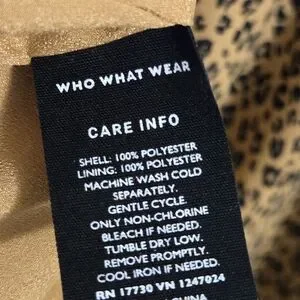 WHO WHAT WEAR
CARE INFO
SHELL: 100% POLYESTER
LINING: 100% POLYESTER
MACHINE WASH COLD
SEPARATELY.
GENTLE CYCLE.
ONLY NON-CHLORINE
BLEACH IF NEEDED.
TUMBLE DRY LOW.
REMOVE PROMPTLY.
COOL IRON IF NEEDED.
RN 17730 VN 1247024
CHINA